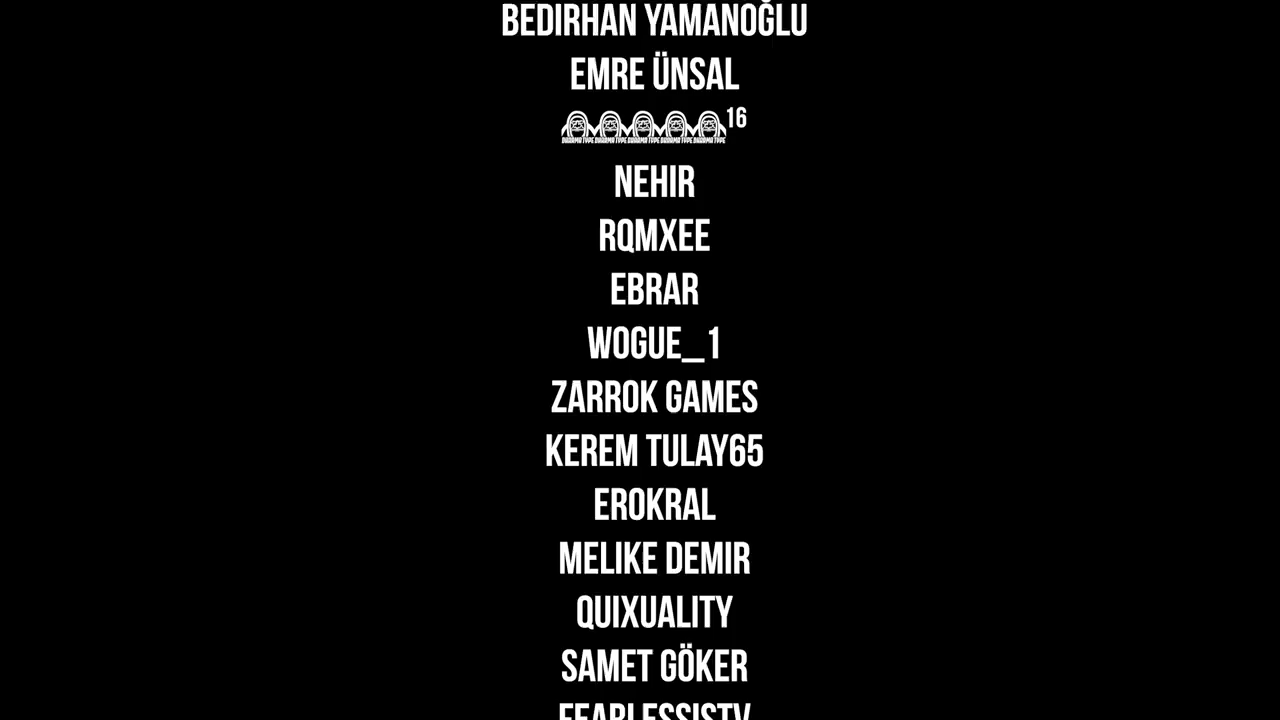 BEDIRHAN YAMANOĞLU
EMRE ÜNSAL
16
NEHIR
RQMXEE
EBRAR
WOGUE_1
ZARROK GAMES
KEREM TULAY65
EROKRAL
MELIKE DEMIR
QUIXUALITY
SAMET GÖKER
FEARLESSISTV